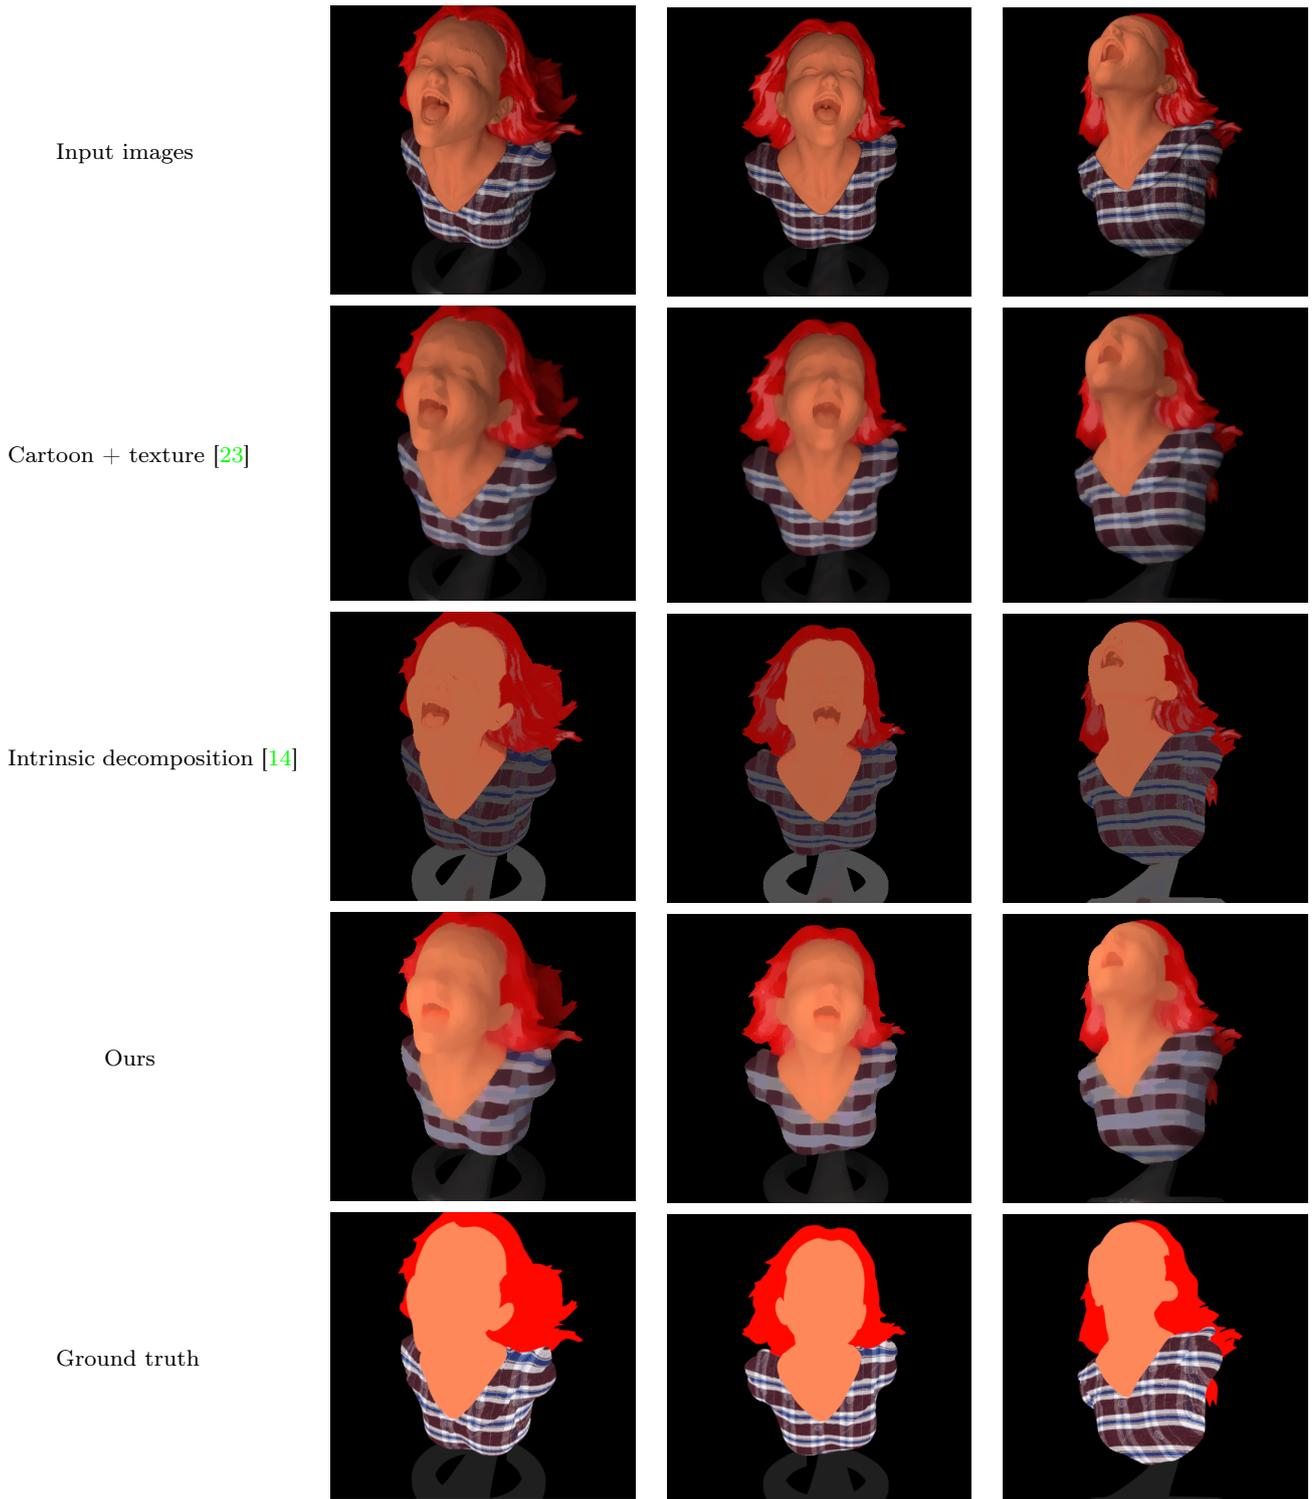 Input images
Cartoon + texture [23]
Intrinsic decomposition [14]
Ours
Ground truth